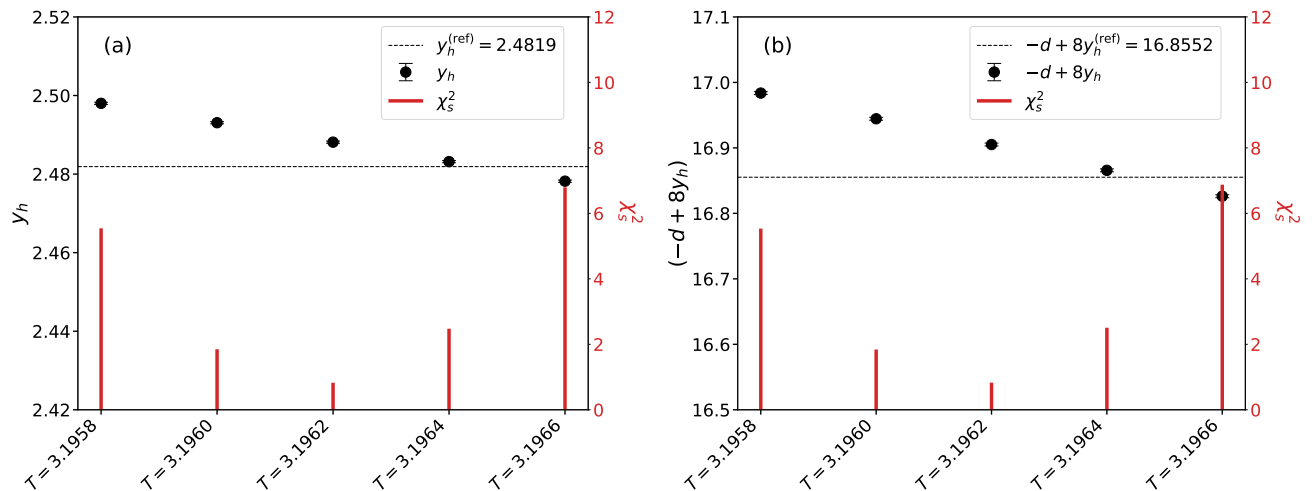 (a)
y_h^(ref) = 2.4819
y_h
χ_s^2
2.52
2.50
2.48
2.46
2.44
2.42
y_h
12
10
8
6
4
2
0
χ_s^2
T = 3.1958
T = 3.1960
T = 3.1962
T = 3.1964
T = 3.1966
(b)
−d + 8y_h^(ref) = 16.8552
−d + 8y_h
χ_s^2
17.1
17.0
16.9
16.8
16.7
16.6
16.5
(−d + 8y_h)
12
10
8
6
4
2
0
χ_s^2
T = 3.1958
T = 3.1960
T = 3.1962
T = 3.1964
T = 3.1966